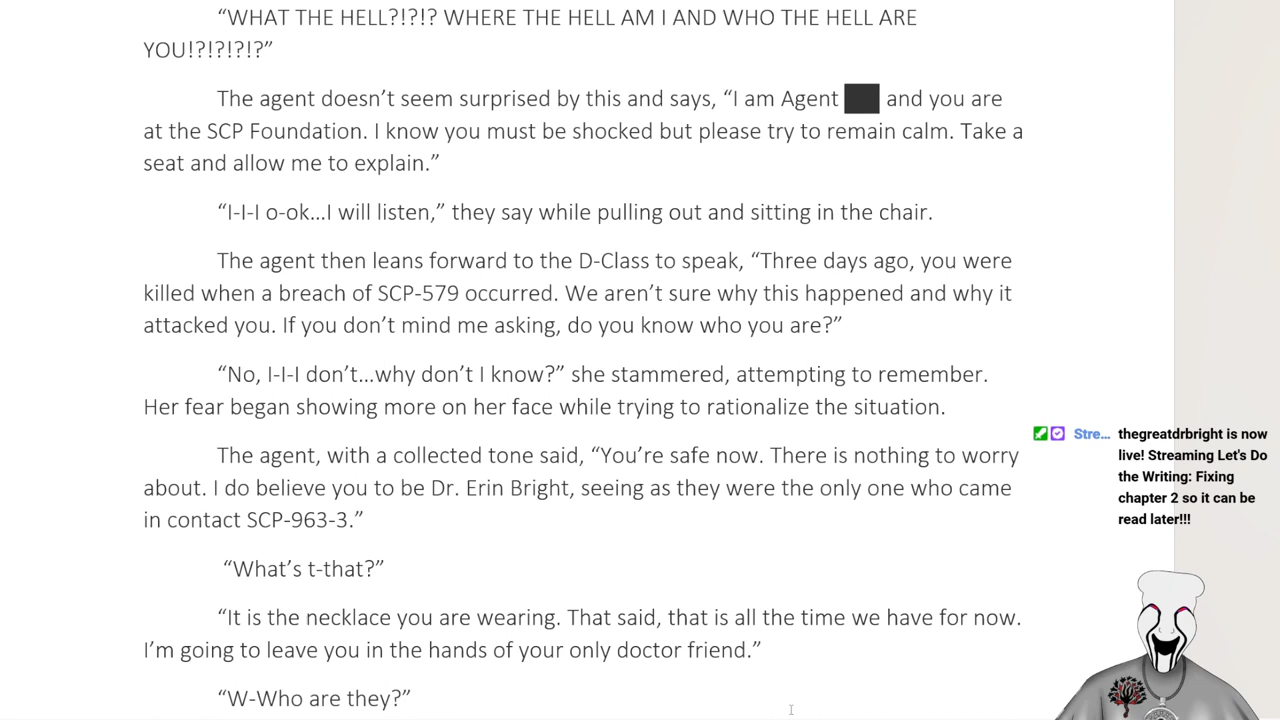 “WHAT THE HELL?!?!? WHERE THE HELL AM I AND WHO THE HELL ARE
YOU!?!?!?!?”
The agent doesn’t seem surprised by this and says, “I am Agent and you are
at the SCP Foundation. I know you must be shocked but please try to remain calm. Take a
seat and allow me to explain.”
“I-I-I o-ok...I will listen,” they say while pulling out and sitting in the chair.
The agent then leans forward to the D-Class to speak, “Three days ago, you were
killed when a breach of SCP-579 occurred. We aren’t sure why this happened and why it
attacked you. If you don’t mind me asking, do you know who you are?”
“No, I-I-I don’t...why don’t I know?” she stammered, attempting to remember.
Her fear began showing more on her face while trying to rationalize the situation.
The agent, with a collected tone said, “You’re safe now. There is nothing to worry
about. I do believe you to be Dr. Erin Bright, seeing as they were the only one who came
in contact SCP-963-3.”
“What’s t-that?”
“It is the necklace you are wearing. That said, that is all the time we have for now.
I’m going to leave you in the hands of your only doctor friend.”
“W-Who are they?”
Stre... thegreatdrbright is now
live! Streaming Let's Do
the Writing: Fixing
chapter 2 so it can be
read later!!!